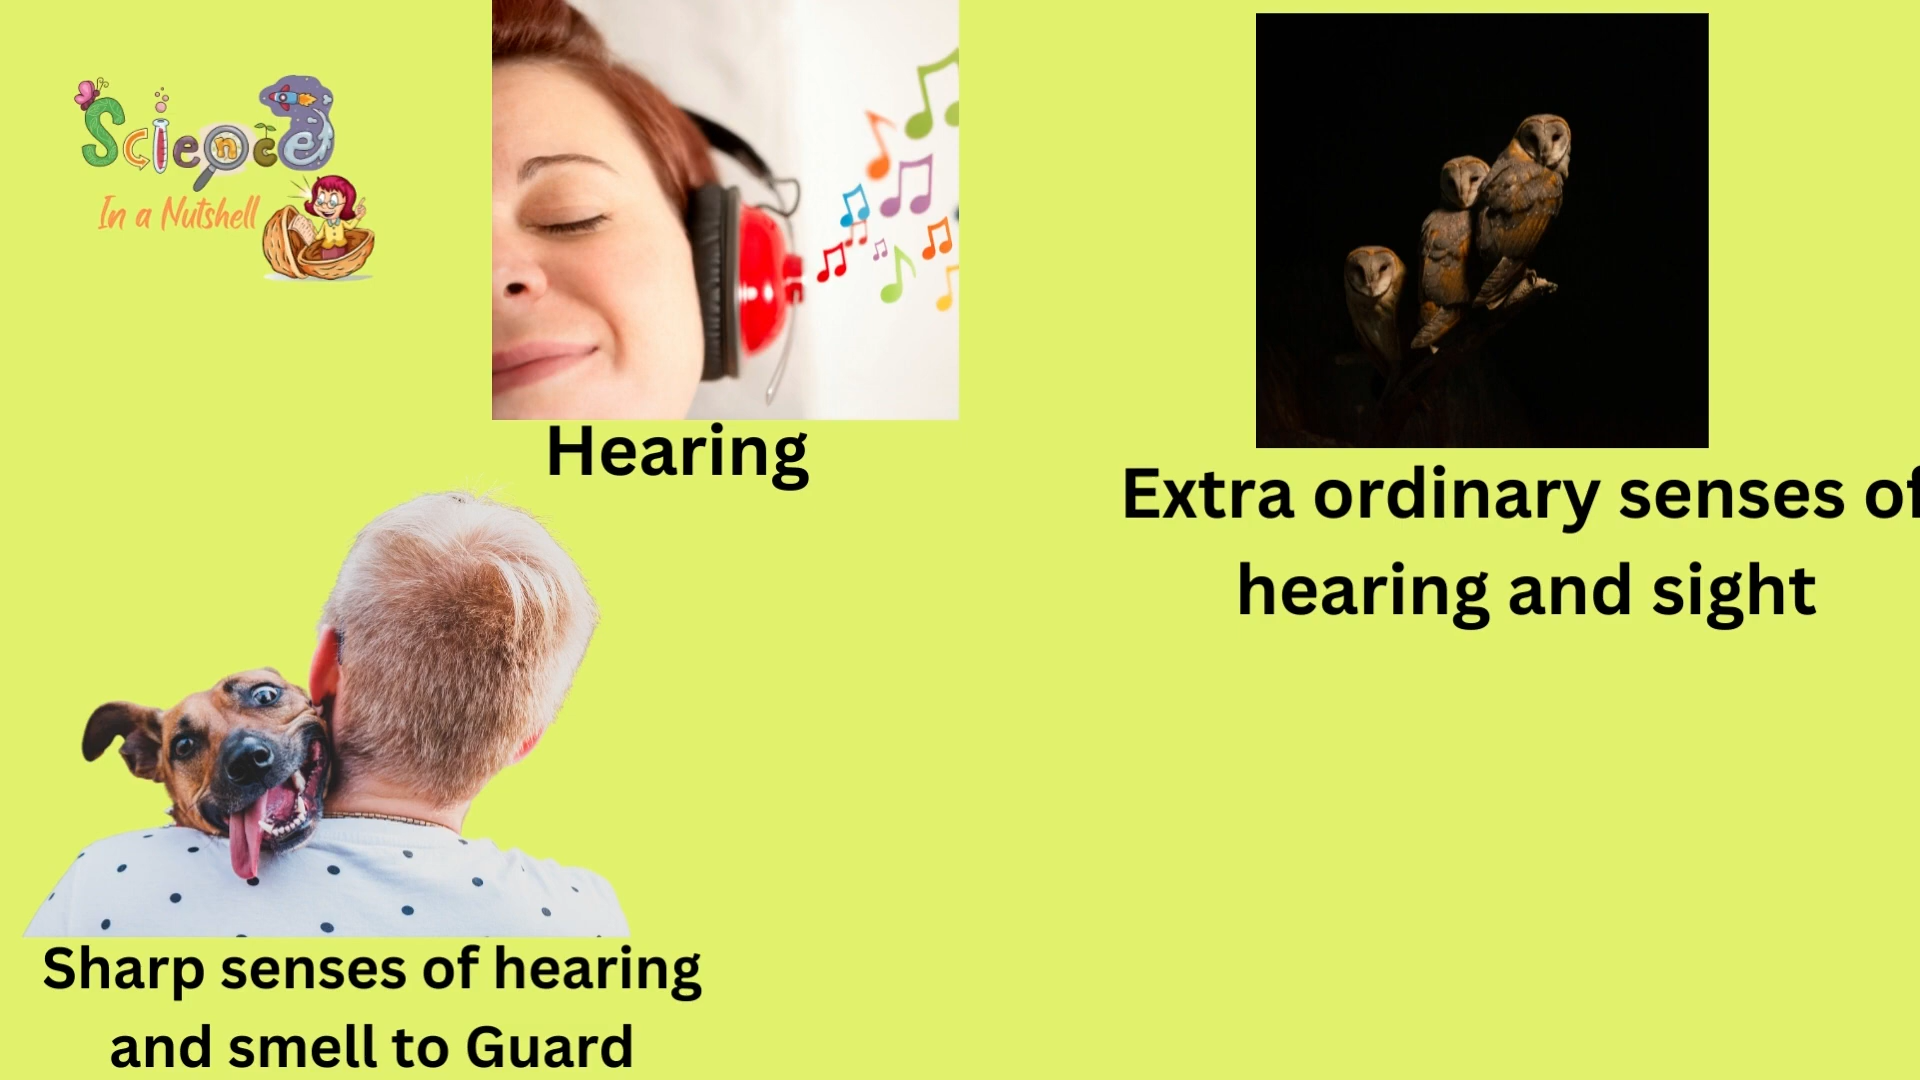 Science
In a Nutshell
Hearing
Extra ordinary senses of
hearing and sight
Sharp senses of hearing
and smell to Guard